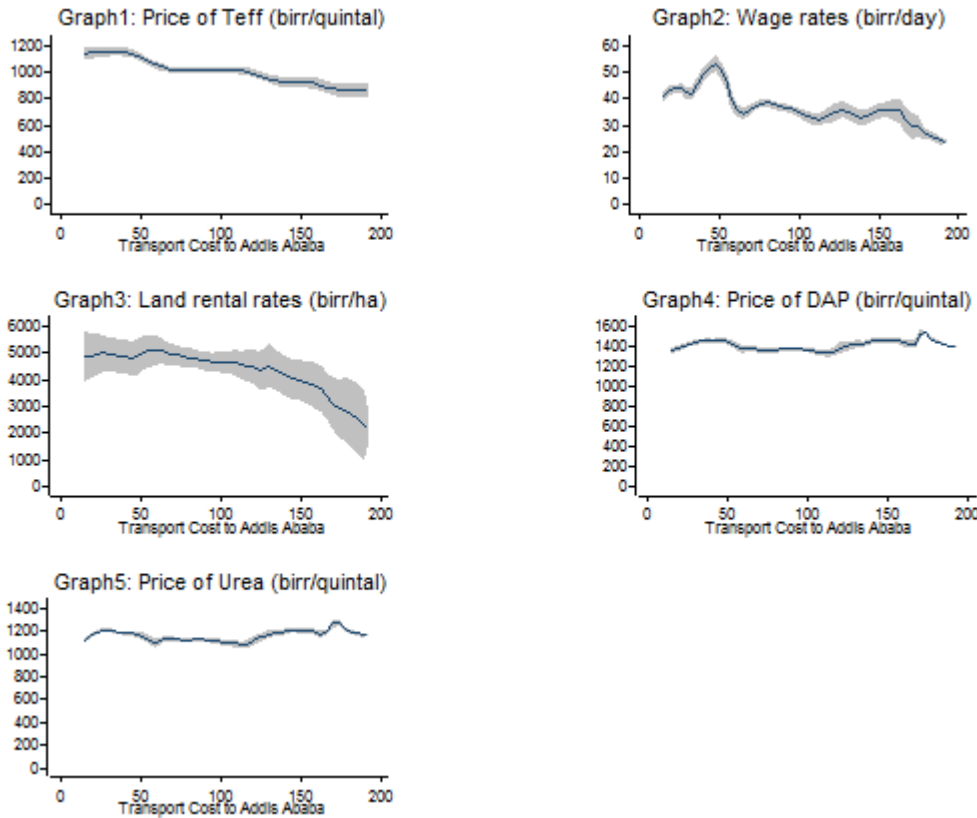 Graph1: Price of Teff (birr/quintal)
1200
1000
800
600
400
200
0
0 50 100 150 200
Transport Cost to Addis Ababa
Graph2: Wage rates (birr/day)
60
50
40
30
20
10
0
0 50 100 150 200
Transport Cost to Addis Ababa
Graph3: Land rental rates (birr/ha)
6000
5000
4000
3000
2000
1000
0
0 50 100 150 200
Transport Cost to Addis Ababa
Graph4: Price of DAP (birr/quintal)
1600
1400
1200
1000
800
600
400
200
0
0 50 100 150 200
Transport Cost to Addis Ababa
Graph5: Price of Urea (birr/quintal)
1400
1200
1000
800
600
400
200
0
0 50 100 150 200
Transport Cost to Addis Ababa